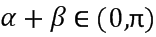 α + β ∈ (0,π)